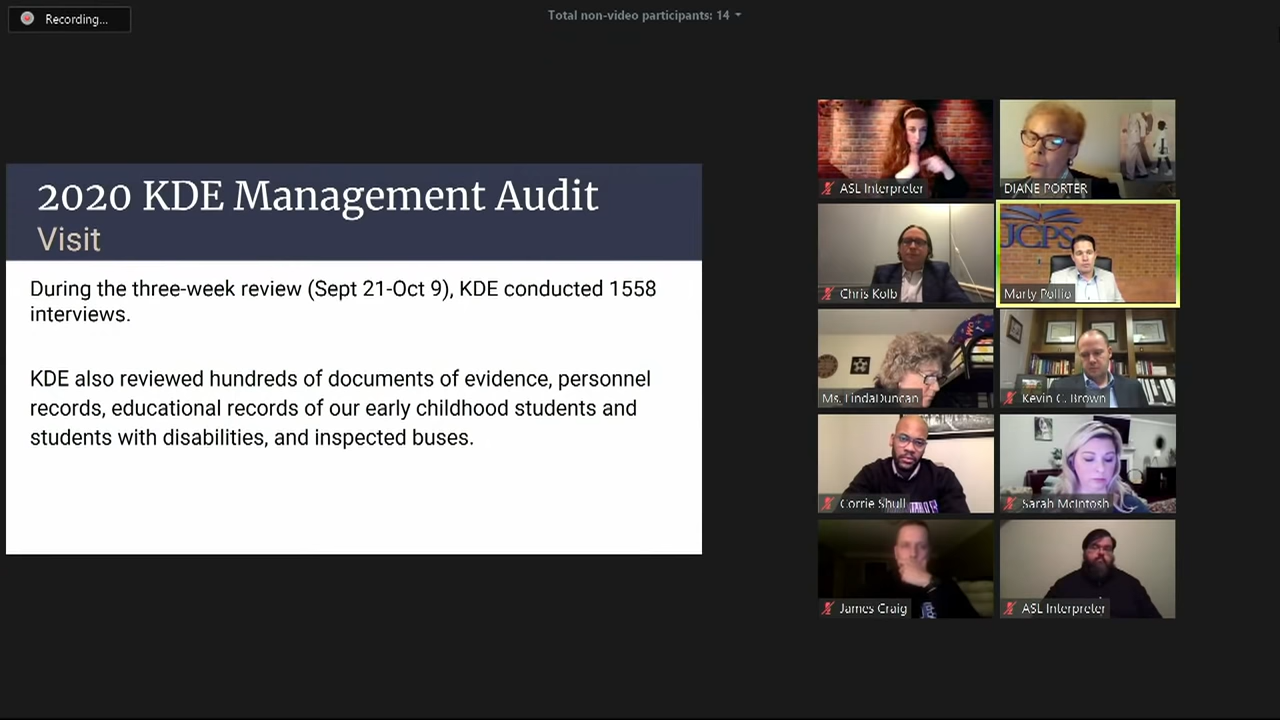 Recording...
Total non-video participants: 14
2020 KDE Management Audit
Visit
During the three-week review (Sept 21-Oct 9), KDE conducted 1558
interviews.
KDE also reviewed hundreds of documents of evidence, personnel
records, educational records of our early childhood students and
students with disabilities, and inspected buses.
ASL Interpreter
DIANE PORTER
Chris Kolb
JCPS
Marty Pollio
Ms. LindaDuncan
Kevin C. Brown
Corrie Shull
Sarah McIntosh
James Craig
ASL Interpreter